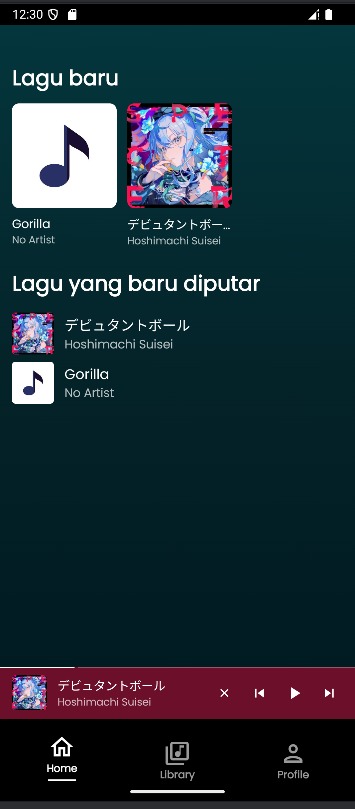 12:30
Lagu baru
SPE
C
T
E R
Gorilla
No Artist
デビュタントボー...
Hoshimachi Suisei
Lagu yang baru diputar
デビュタントボール
Hoshimachi Suisei
Gorilla
No Artist
デビュタントボール
Hoshimachi Suisei
Home
Library
Profile